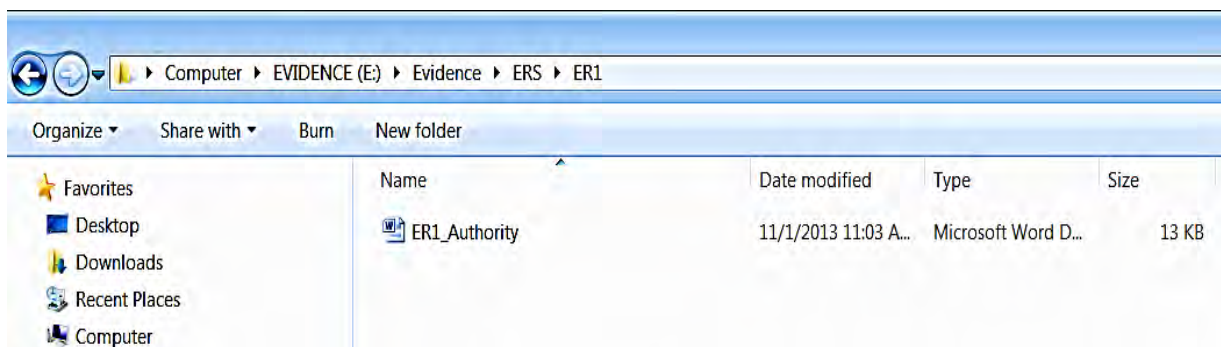 Computer EVIDENCE (E:) Evidence ERS ER1
Organize Share with Burn New folder
Favorites
Desktop
Downloads
Recent Places
Computer
Name Date modified Type Size
ER1_Authority 11/1/2013 11:03 A... Microsoft Word D... 13 KB